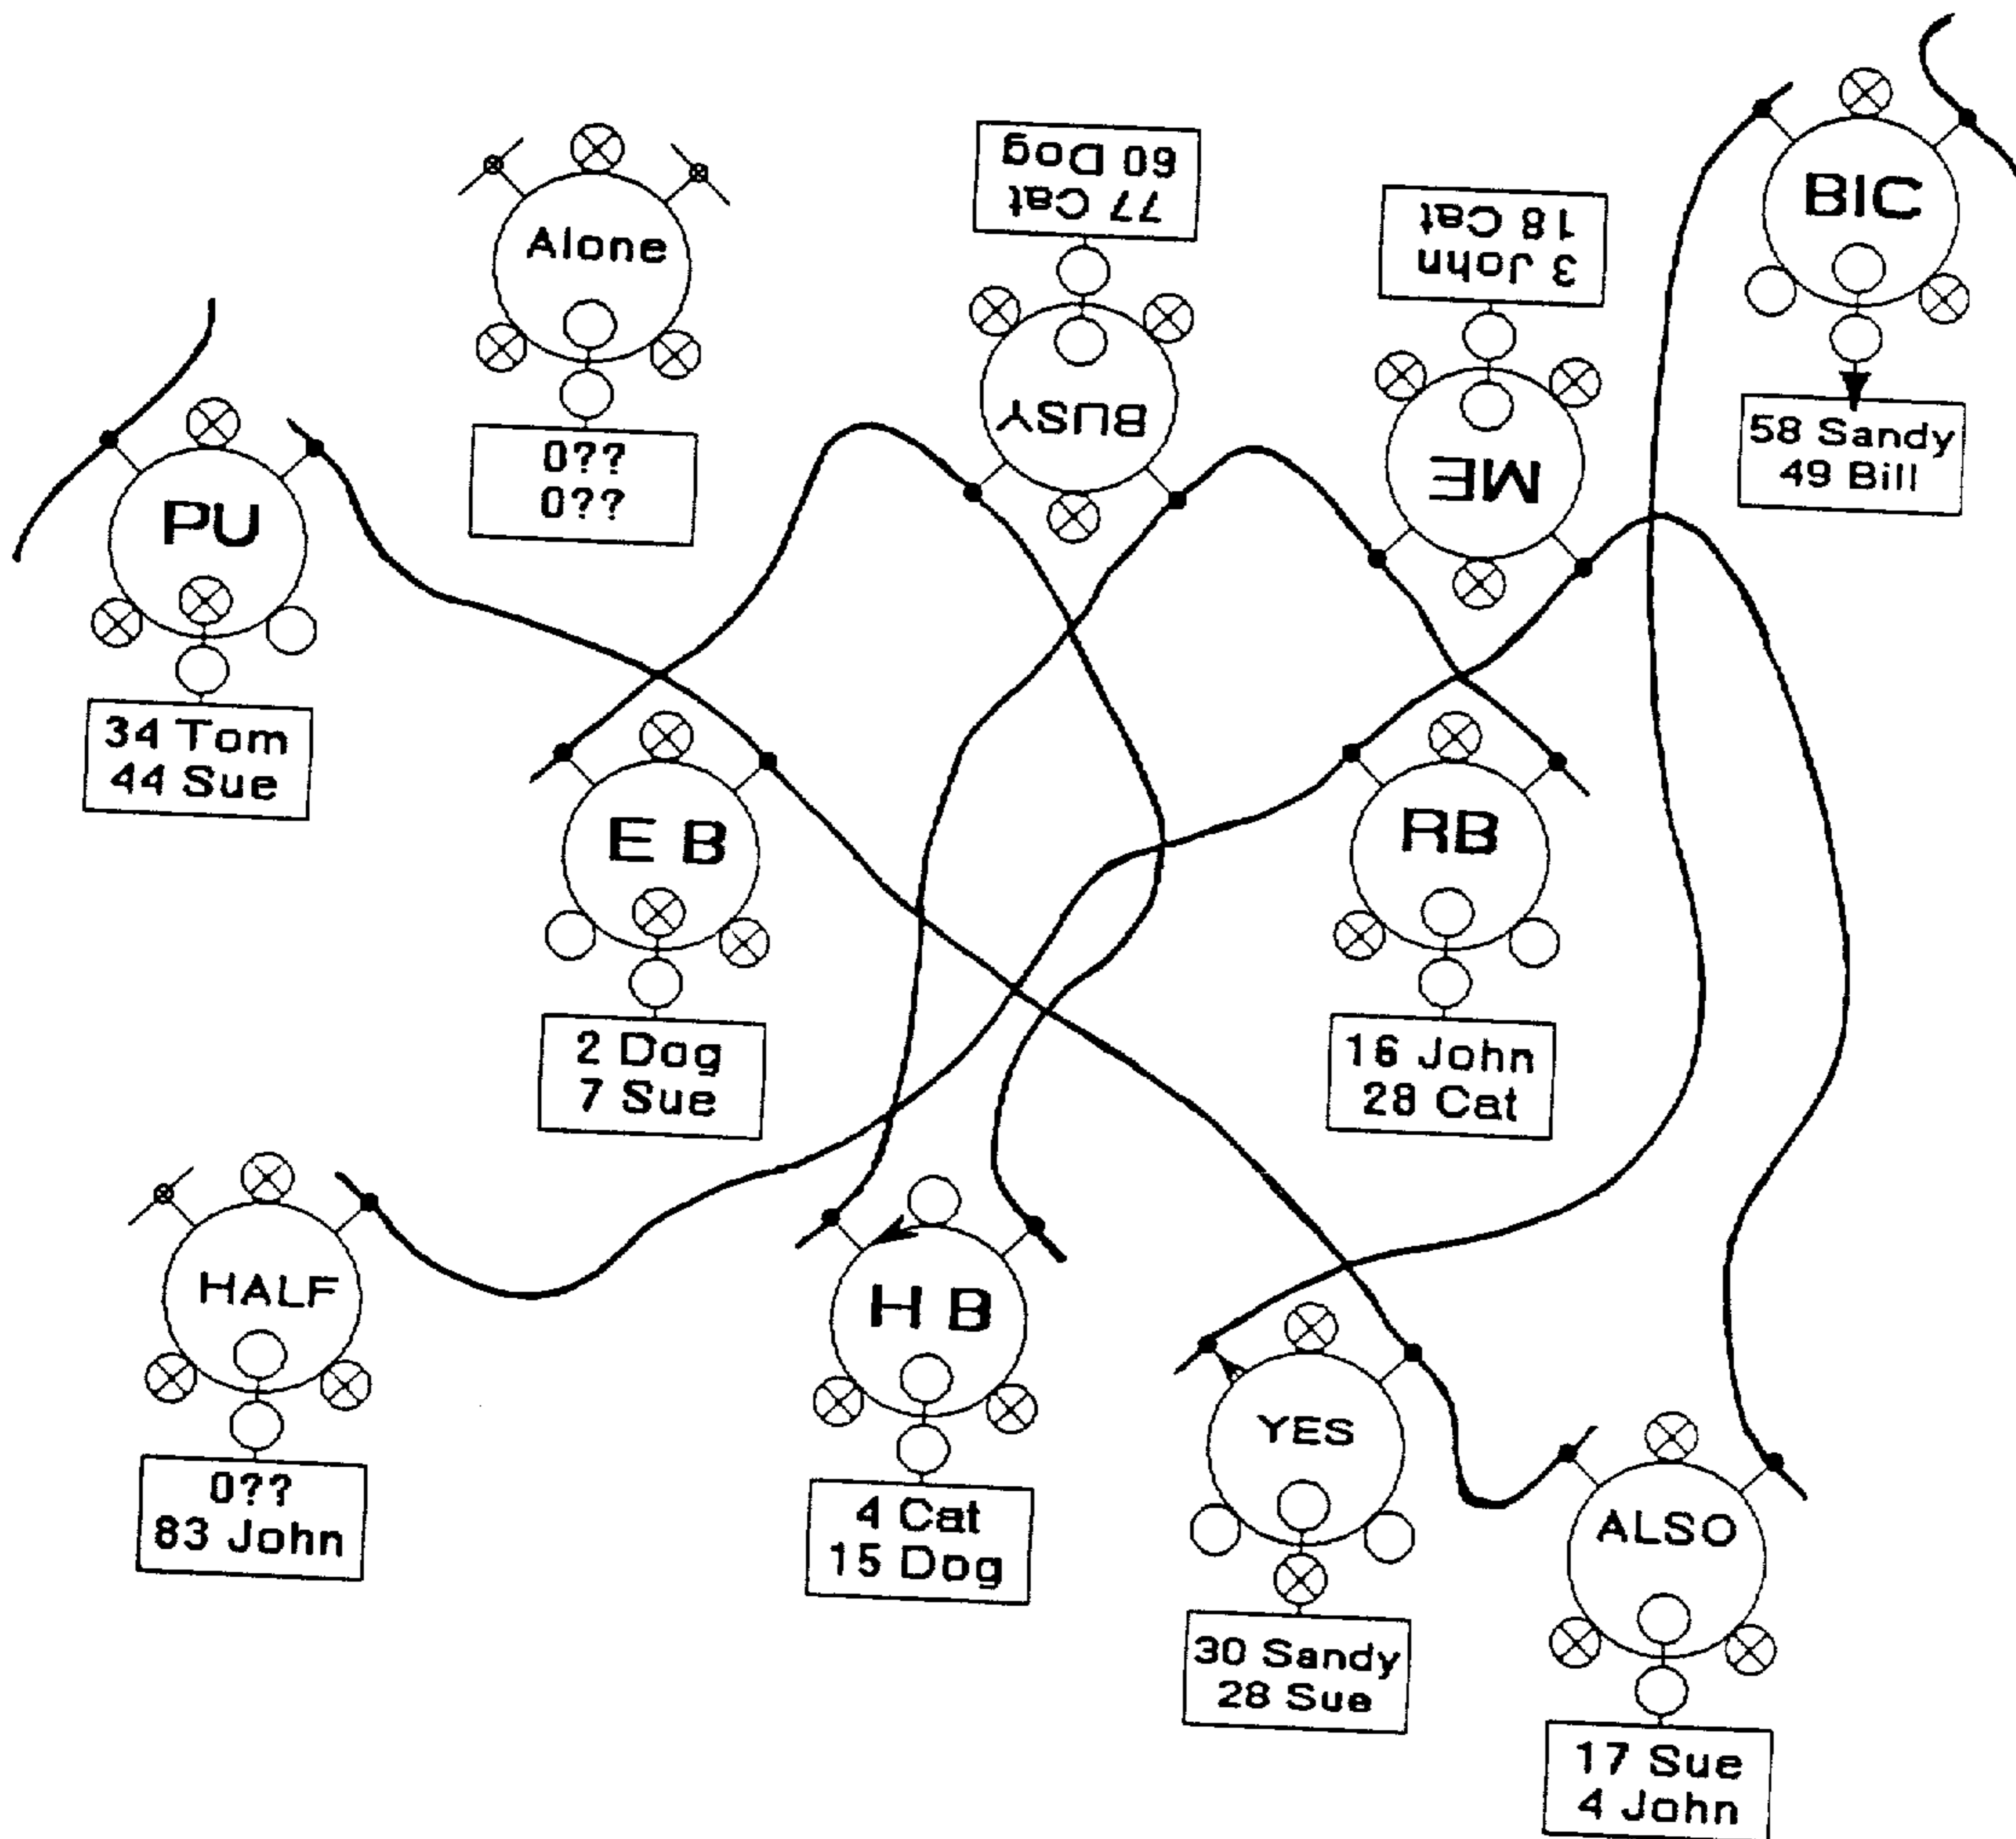 BIC
Alone
60 Dog
77 Cat
18 Cat
3 John
BUSY
ME
58 Sandy
49 Bill
0??
0??
PU
34 Tom
44 Sue
E B
RB
2 Dog
7 Sue
16 John
28 Cat
HALF
H B
YES
0??
83 John
4 Cat
15 Dog
ALSO
30 Sandy
28 Sue
17 Sue
4 John